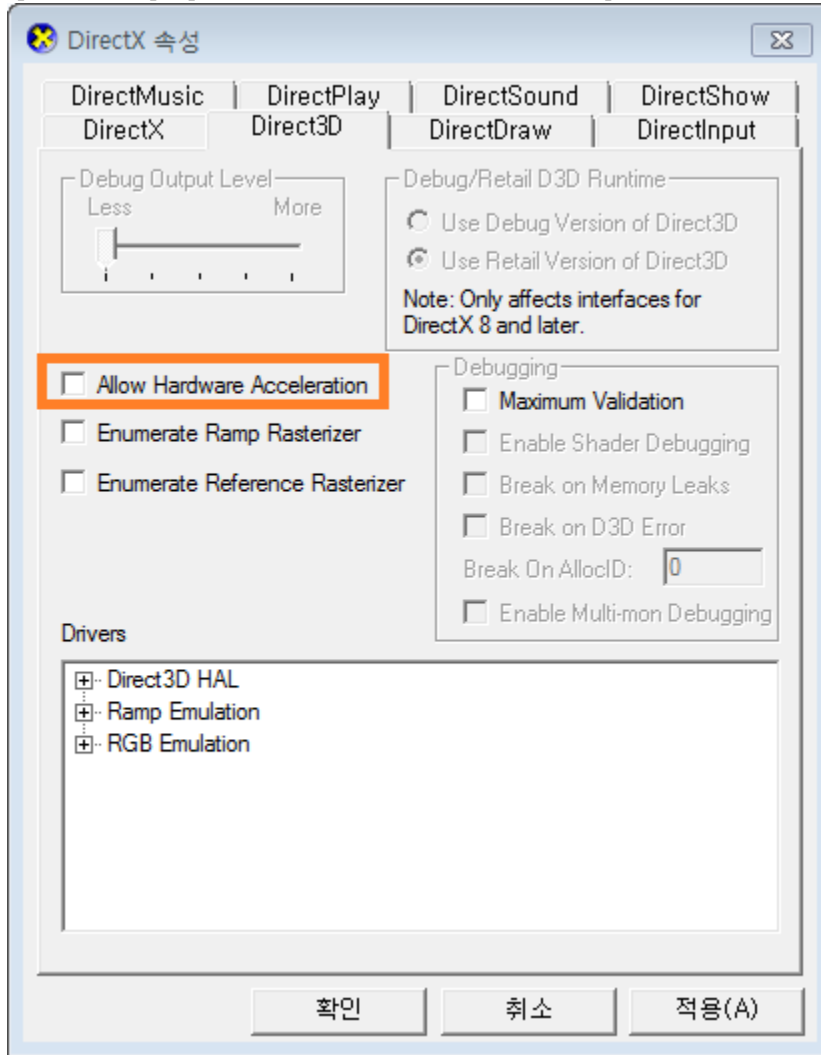 DirectX 속성
DirectMusic DirectPlay DirectSound DirectShow
DirectX Direct3D DirectDraw DirectInput
Debug Output Level
Less More
Debug/Retail D3D Runtime
Use Debug Version of Direct3D
Use Retail Version of Direct3D
Note: Only affects interfaces for
DirectX 8 and later.
Allow Hardware Acceleration
Enumerate Ramp Rasterizer
Enumerate Reference Rasterizer
Debugging
Maximum Validation
Enable Shader Debugging
Break on Memory Leaks
Break on D3D Error
Break On AllocID: 0
Enable Multi-mon Debugging
Drivers
Direct3D HAL
Ramp Emulation
RGB Emulation
확인 취소 적용(A)